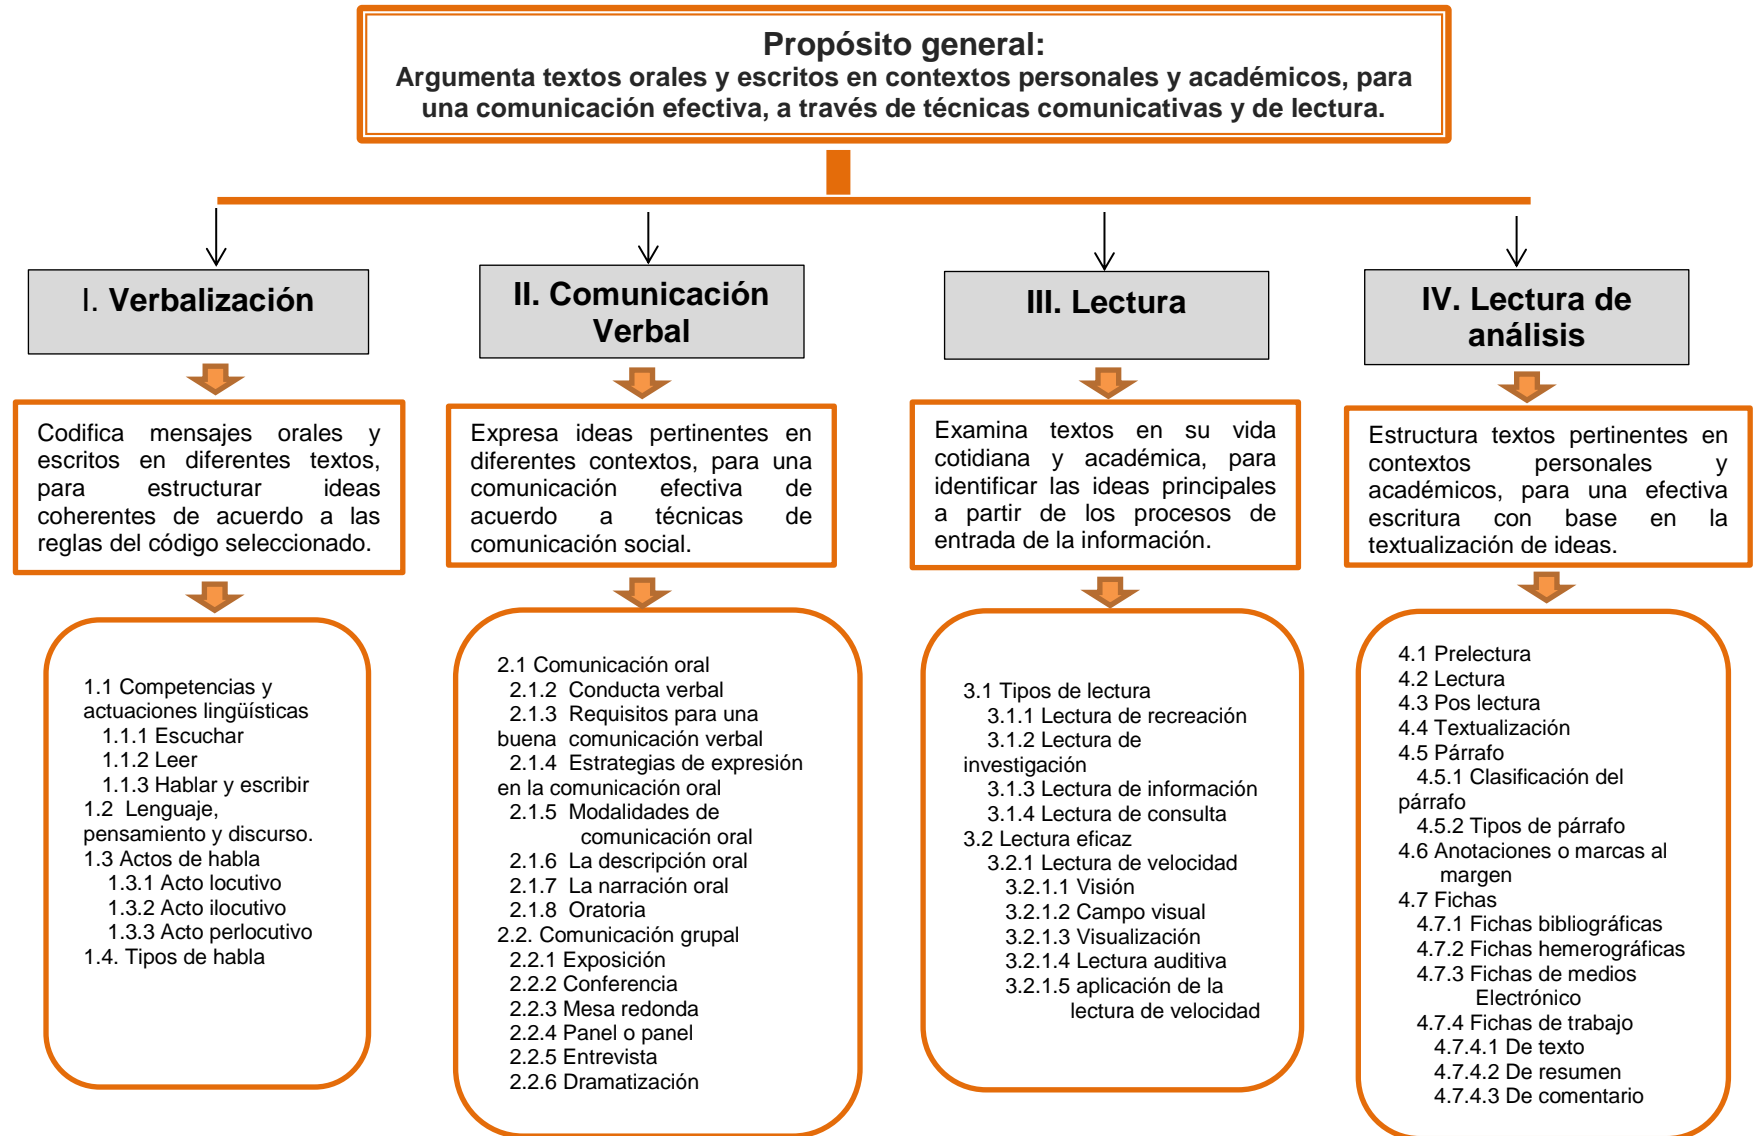 Propósito general:
Argumenta textos orales y escritos en contextos personales y académicos, para
una comunicación efectiva, a través de técnicas comunicativas y de lectura.
I. Verbalización
Codifica mensajes orales y
escritos en diferentes textos,
para estructurar ideas
coherentes de acuerdo a las
reglas del código seleccionado.
1.1 Competencias y
actuaciones lingüísticas
1.1.1 Escuchar
1.1.2 Leer
1.1.3 Hablar y escribir
1.2 Lenguaje,
pensamiento y discurso.
1.3 Actos de habla
1.3.1 Acto locutivo
1.3.2 Acto ilocutivo
1.3.3 Acto perlocutivo
1.4. Tipos de habla
II. Comunicación
Verbal
Expresa ideas pertinentes en
diferentes contextos, para una
comunicación efectiva de
acuerdo a técnicas de
comunicación social.
2.1 Comunicación oral
2.1.2 Conducta verbal
2.1.3 Requisitos para una
buena comunicación verbal
2.1.4 Estrategias de expresión
en la comunicación oral
2.1.5 Modalidades de
comunicación oral
2.1.6 La descripción oral
2.1.7 La narración oral
2.1.8 Oratoria
2.2. Comunicación grupal
2.2.1 Exposición
2.2.2 Conferencia
2.2.3 Mesa redonda
2.2.4 Panel o panel
2.2.5 Entrevista
2.2.6 Dramatización
III. Lectura
Examina textos en su vida
cotidiana y académica, para
identificar las ideas principales
a partir de los procesos de
entrada de la información.
3.1 Tipos de lectura
3.1.1 Lectura de recreación
3.1.2 Lectura de
investigación
3.1.3 Lectura de información
3.1.4 Lectura de consulta
3.2 Lectura eficaz
3.2.1 Lectura de velocidad
3.2.1.1 Visión
3.2.1.2 Campo visual
3.2.1.3 Visualización
3.2.1.4 Lectura auditiva
3.2.1.5 aplicación de la
lectura de velocidad
IV. Lectura de
análisis
Estructura textos pertinentes en
contextos personales y
académicos, para una efectiva
escritura con base en la
textualización de ideas.
4.1 Prelectura
4.2 Lectura
4.3 Pos lectura
4.4 Textualización
4.5 Párrafo
4.5.1 Clasificación del
párrafo
4.5.2 Tipos de párrafo
4.6 Anotaciones o marcas al
margen
4.7 Fichas
4.7.1 Fichas bibliográficas
4.7.2 Fichas hemerográficas
4.7.3 Fichas de medios
Electrónico
4.7.4 Fichas de trabajo
4.7.4.1 De texto
4.7.4.2 De resumen
4.7.4.3 De comentario